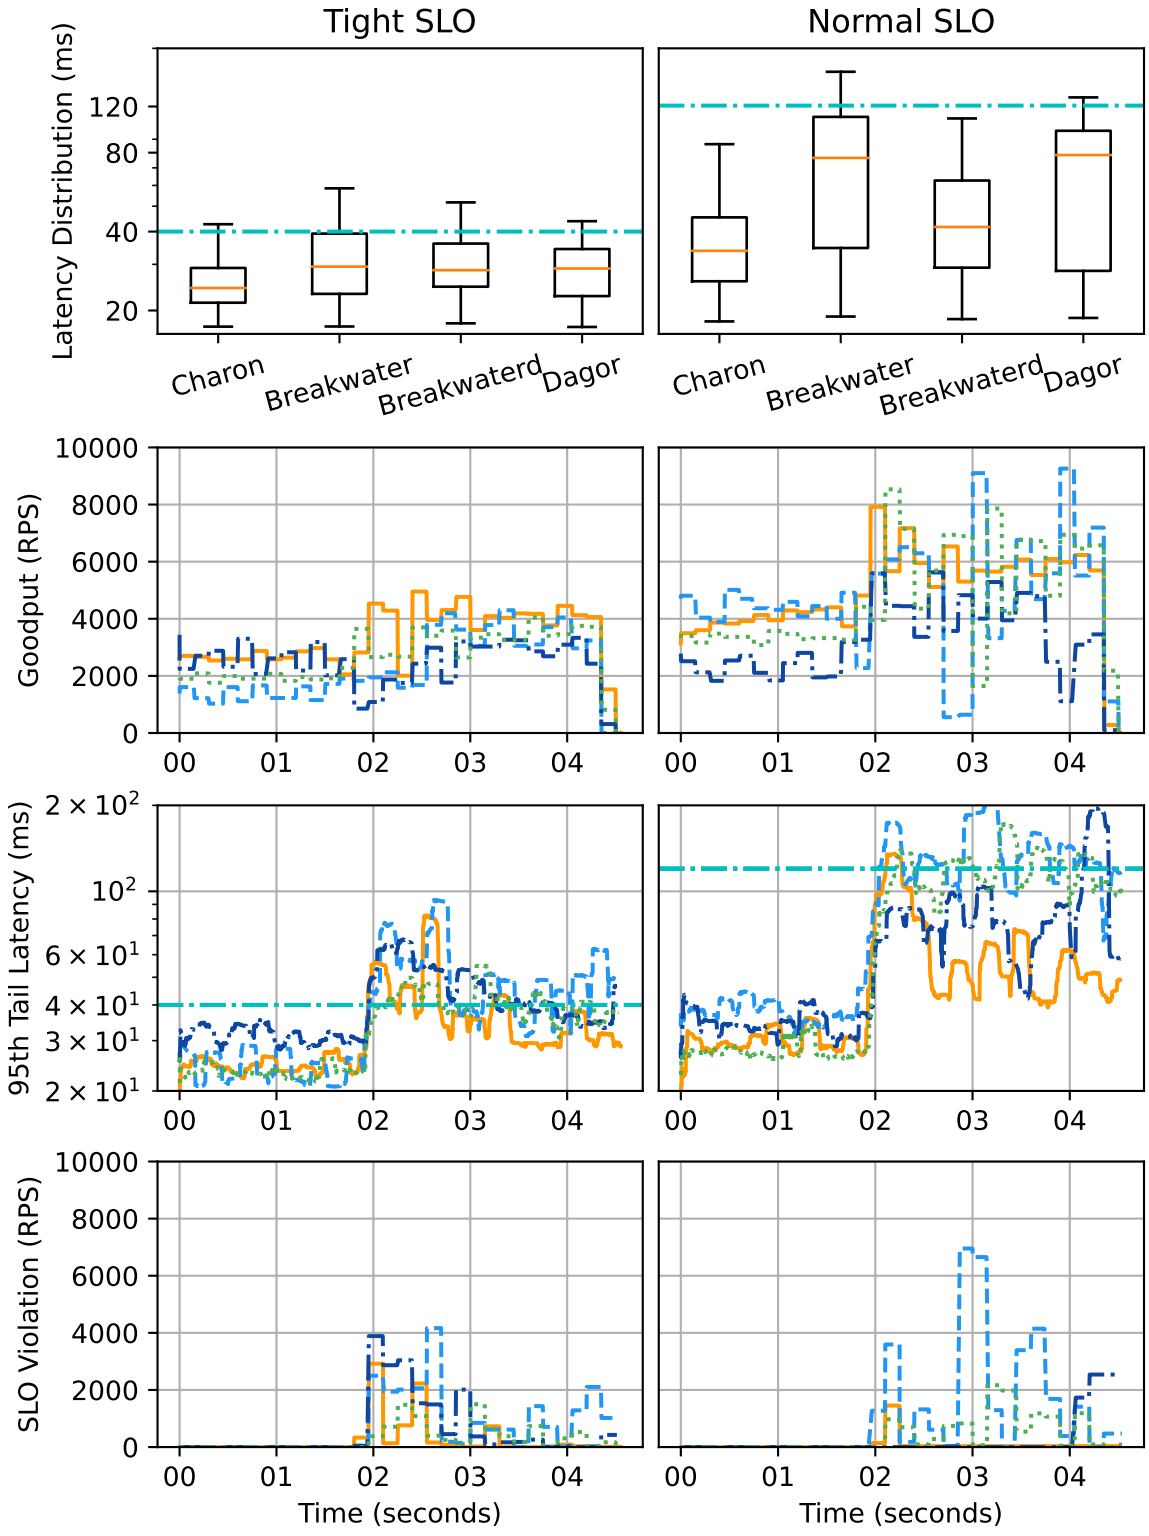 Tight SLO
Normal SLO
Latency Distribution (ms)
120
80
40
20
Charon
Breakwater
Breakwaterd
Dagor
Charon
Breakwater
Breakwaterd
Dagor
Goodput (RPS)
10000
8000
6000
4000
2000
0
00 01 02 03 04
00 01 02 03 04
95th Tail Latency (ms)
2 × 10²
10²
6 × 10¹
4 × 10¹
3 × 10¹
2 × 10¹
00 01 02 03 04
00 01 02 03 04
SLO Violation (RPS)
10000
8000
6000
4000
2000
0
00 01 02 03 04
00 01 02 03 04
Time (seconds)
Time (seconds)